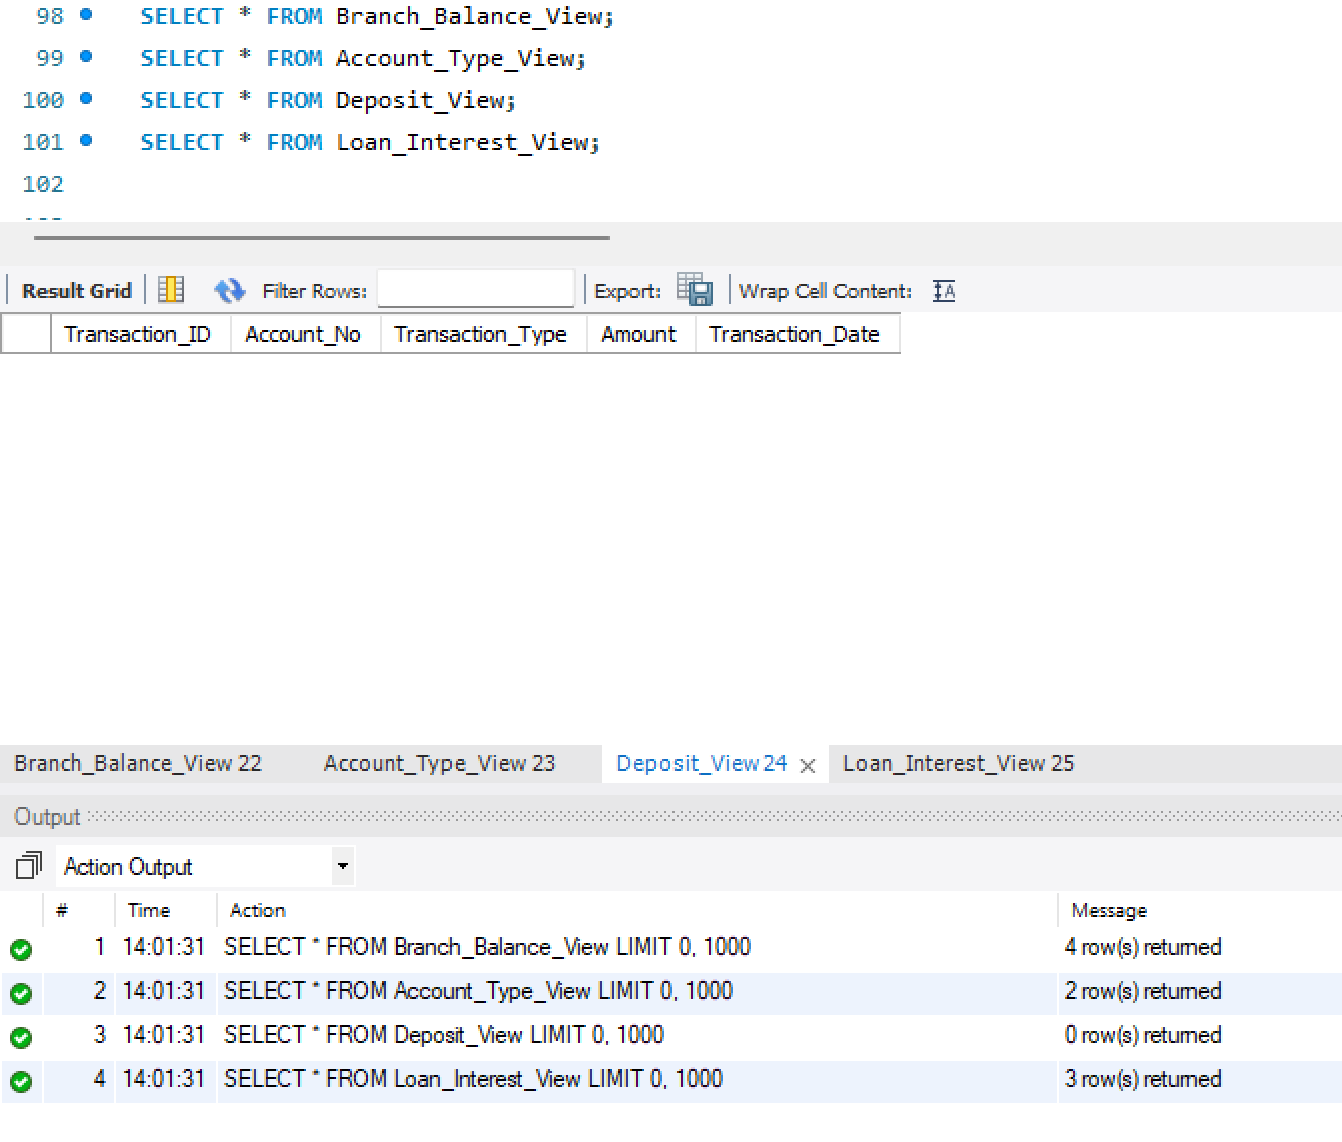 98 SELECT * FROM Branch_Balance_View;
99 SELECT * FROM Account_Type_View;
100 SELECT * FROM Deposit_View;
101 SELECT * FROM Loan_Interest_View;
102
Result Grid Filter Rows: Export: Wrap Cell Content:
Transaction_ID Account_No Transaction_Type Amount Transaction_Date
Branch_Balance_View 22 Account_Type_View 23 Deposit_View 24 Loan_Interest_View 25
Output
Action Output
# Time Action Message
1 14:01:31 SELECT * FROM Branch_Balance_View LIMIT 0, 1000 4 row(s) returned
2 14:01:31 SELECT * FROM Account_Type_View LIMIT 0, 1000 2 row(s) returned
3 14:01:31 SELECT * FROM Deposit_View LIMIT 0, 1000 0 row(s) returned
4 14:01:31 SELECT * FROM Loan_Interest_View LIMIT 0, 1000 3 row(s) returned